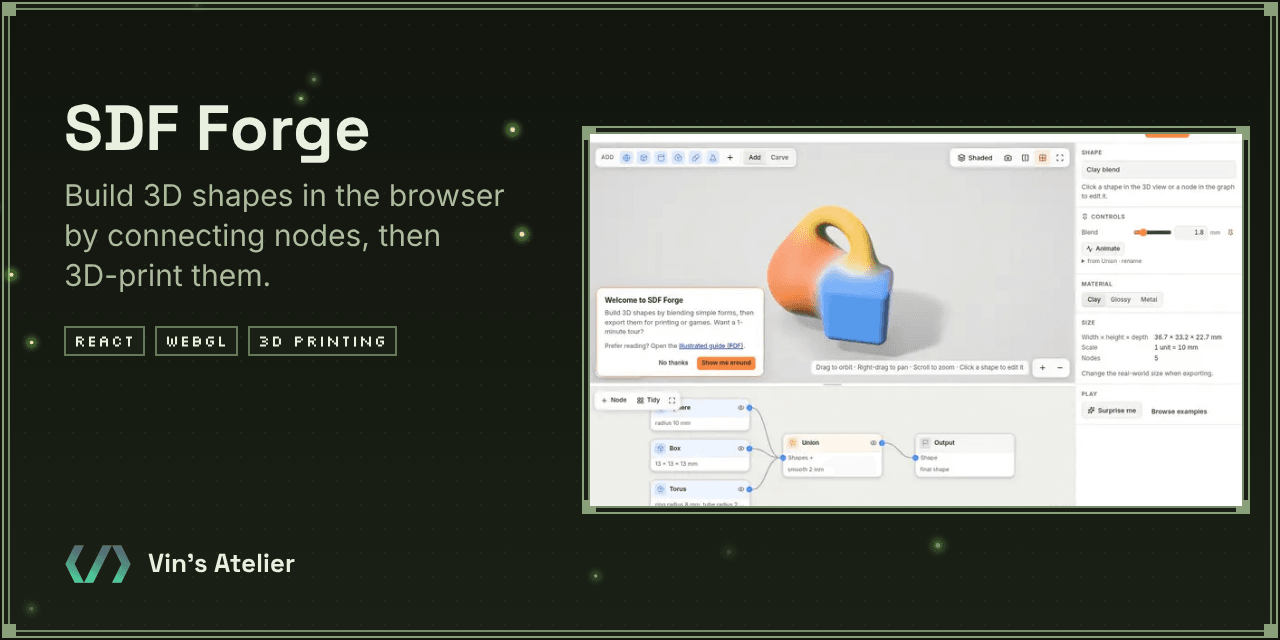 SDF Forge
Build 3D shapes in the browser
by connecting nodes, then
3D-print them.
REACT WEBGL 3D PRINTING
Vin's Atelier
ADD + Add Carve
Shaded
Welcome to SDF Forge
Build 3D shapes by blending simple forms, then
export them for printing or games. Want a 1-
minute tour?
Prefer reading? Open the illustrated guide (PDF).
No thanks Show me around
Drag to orbit · Right-drag to pan · Scroll to zoom · Click a shape to edit it
+ −
SHAPE
Clay blend
Click a shape in the 3D view or a node in the graph
to edit it.
CONTROLS
Blend 1.8 mm
Animate
from Union · rename
MATERIAL
Clay Glossy Metal
SIZE
Width × height × depth 36.7 × 33.2 × 22.7 mm
Scale 1 unit = 10 mm
Nodes 5
Change the real-world size when exporting.
PLAY
Surprise me Browse examples
+ Node Tidy
radius 10 mm
Box
13 × 13 × 13 mm
Torus
Union
Shapes +
smooth 2 mm
Output
Shape
final shape